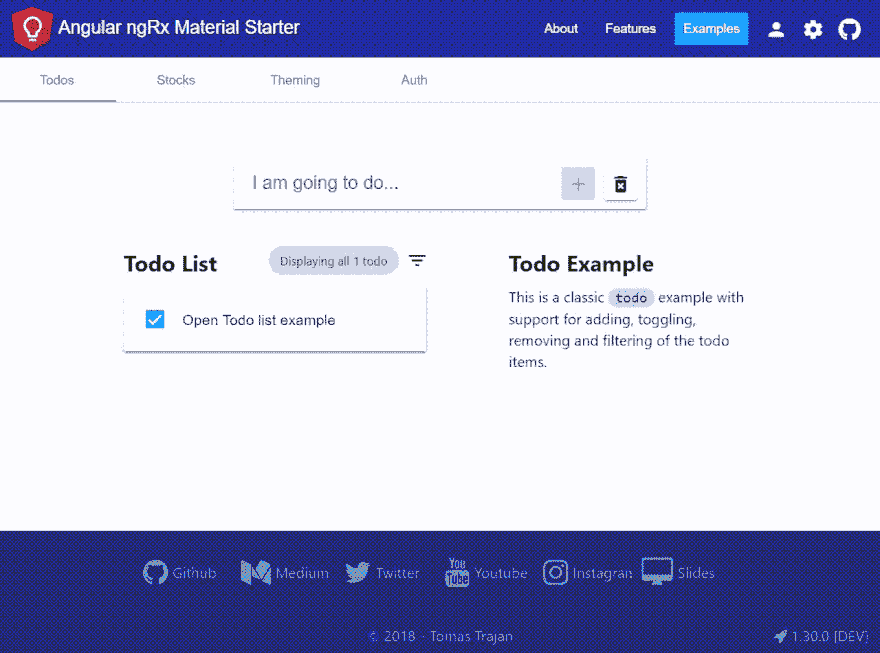 Angular ngRx Material Starter About Features Examples
Todos Stocks Theming Auth
I am going to do...
Todo List Displaying all 1 todo
Open Todo list example
Todo Example
This is a classic todo example with
support for adding, toggling,
removing and filtering of the todo
items.
Github Medium Twitter You Tube Youtube Instagram Slides
© 2018 - Tomas Trajan 1.30.0 [DEV]